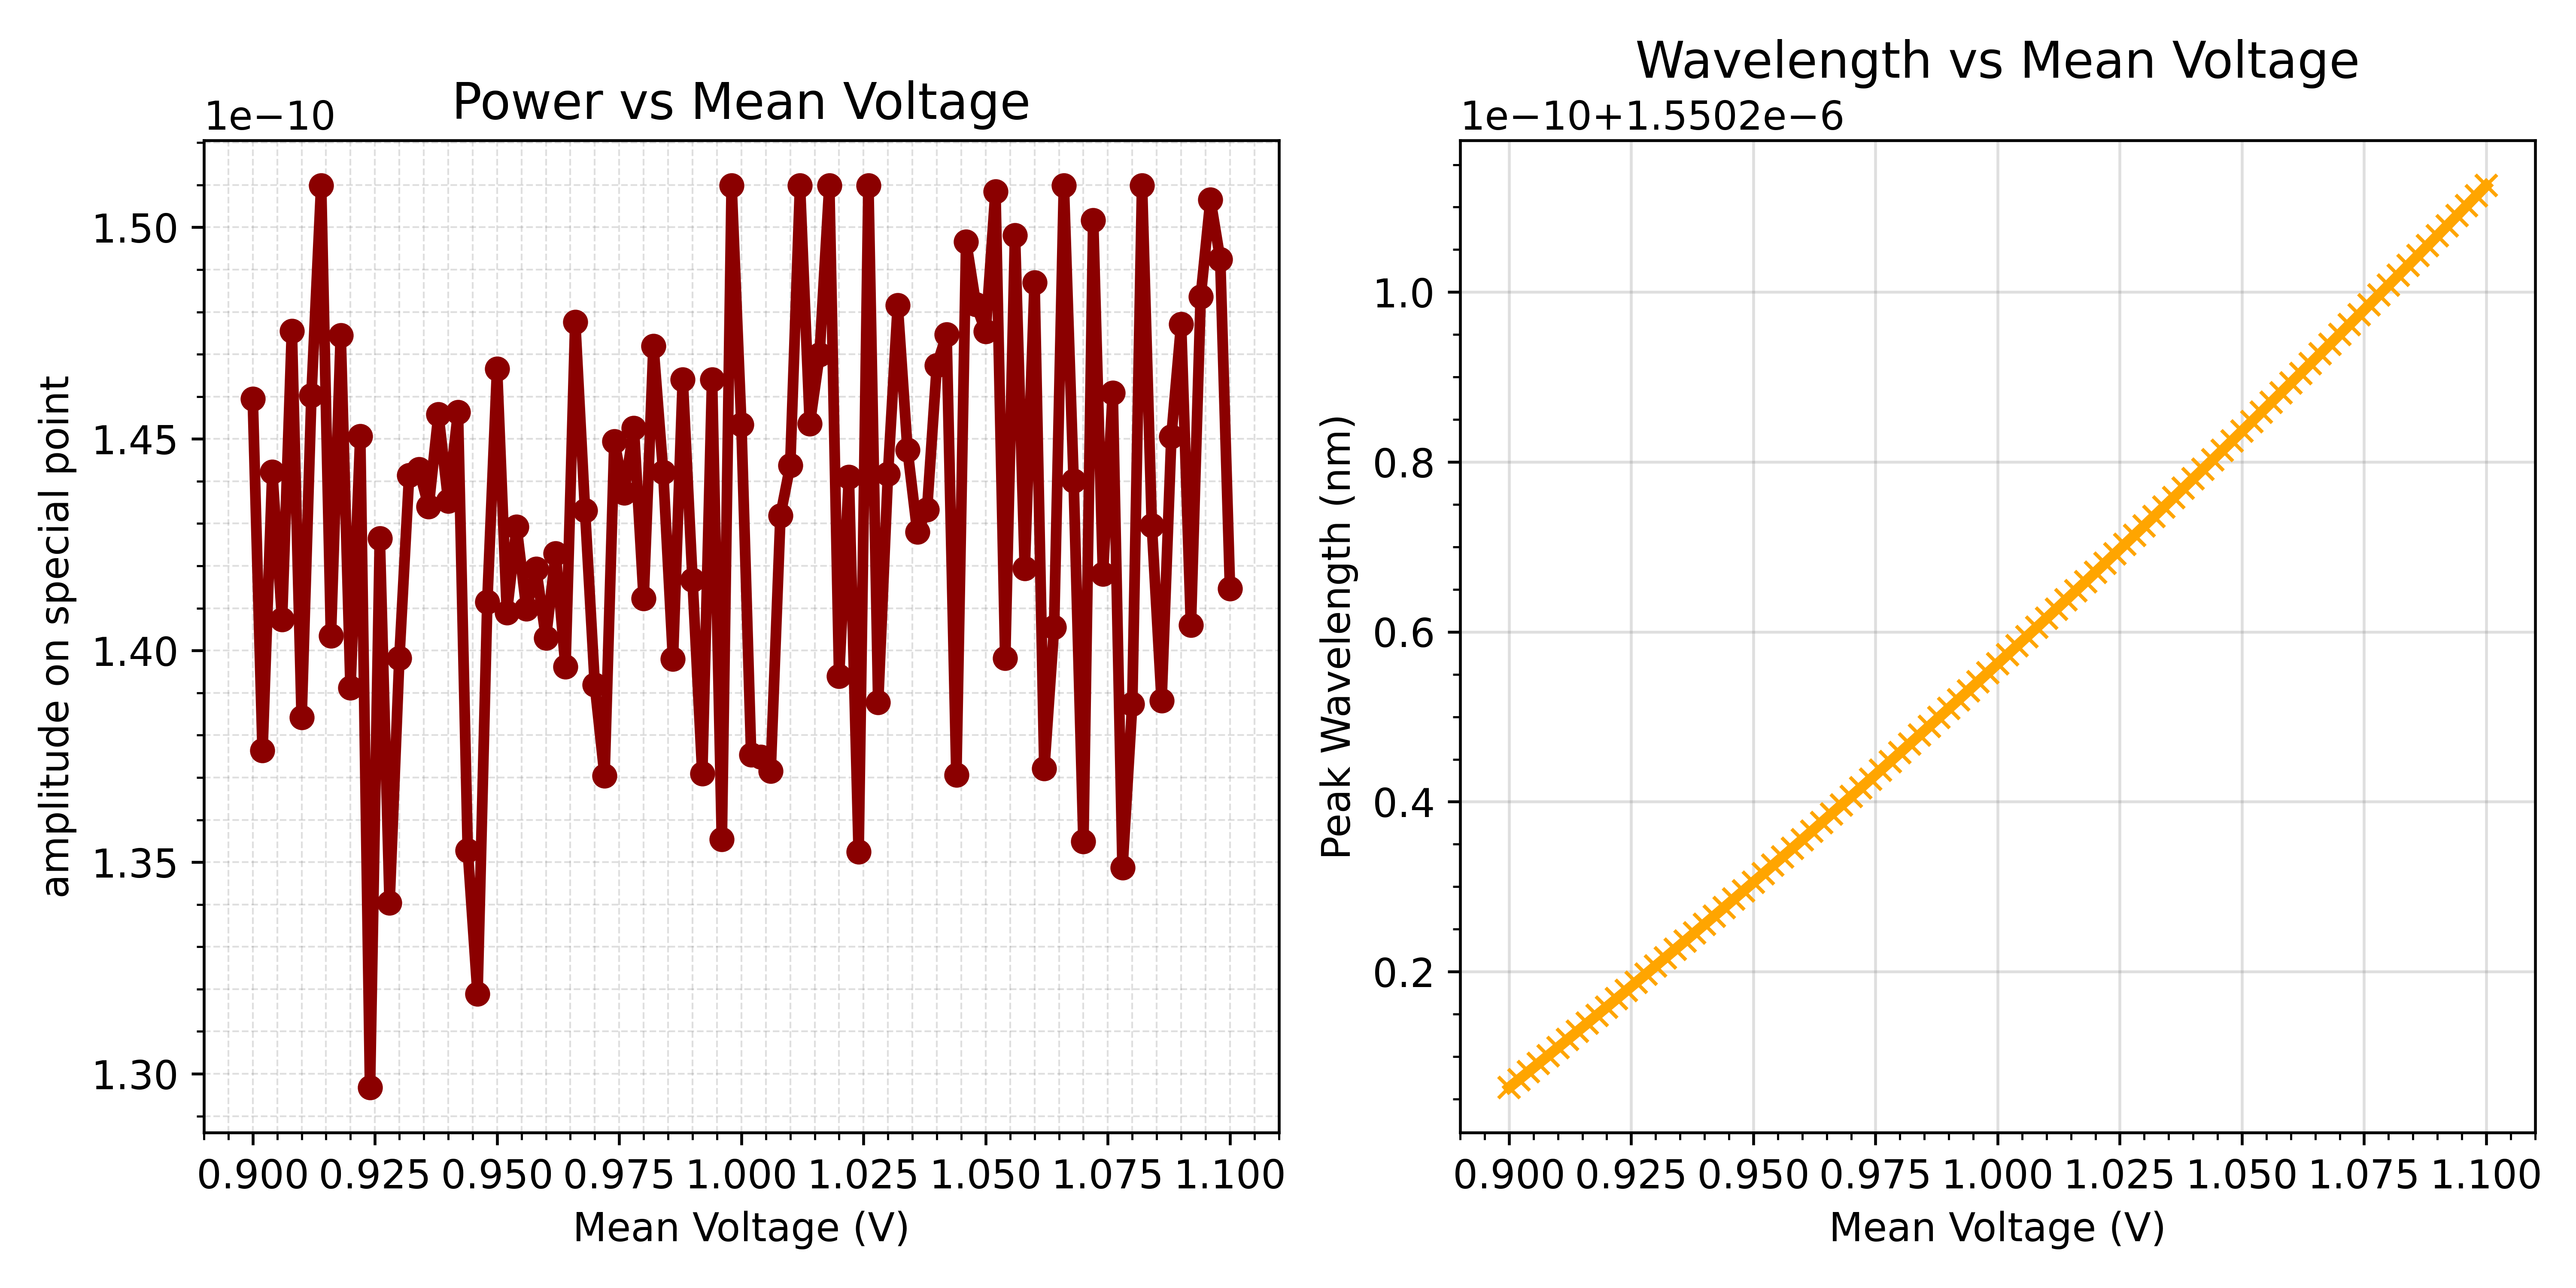 Power vs Mean Voltage
1e−10
amplitude on special point
1.50
1.45
1.40
1.35
1.30
0.900 0.925 0.950 0.975 1.000 1.025 1.050 1.075 1.100
Mean Voltage (V)
Wavelength vs Mean Voltage
1e−10+1.5502e−6
Peak Wavelength (nm)
1.0
0.8
0.6
0.4
0.2
0.900 0.925 0.950 0.975 1.000 1.025 1.050 1.075 1.100
Mean Voltage (V)